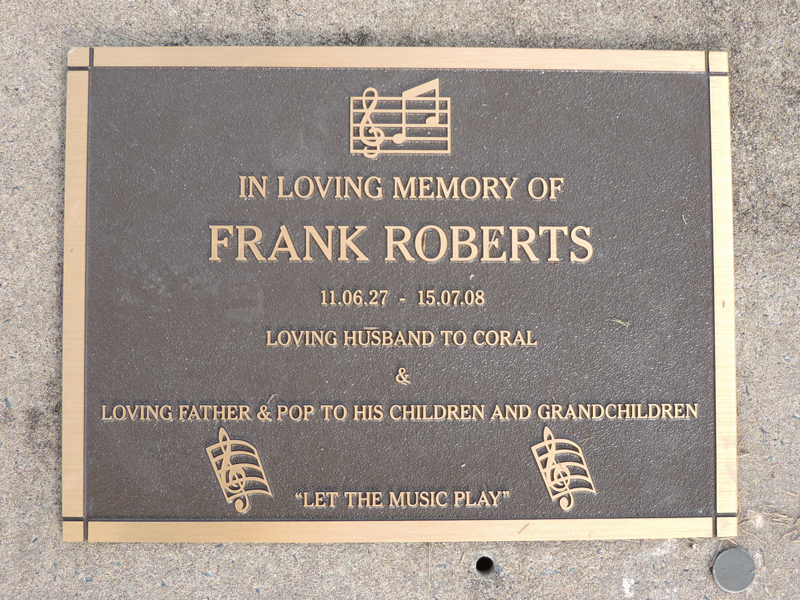 IN LOVING MEMORY OF
FRANK ROBERTS
11.06.27 - 15.07.08
LOVING HUSBAND TO CORAL
&
LOVING FATHER & POP TO HIS CHILDREN AND GRANDCHILDREN
"LET THE MUSIC PLAY"